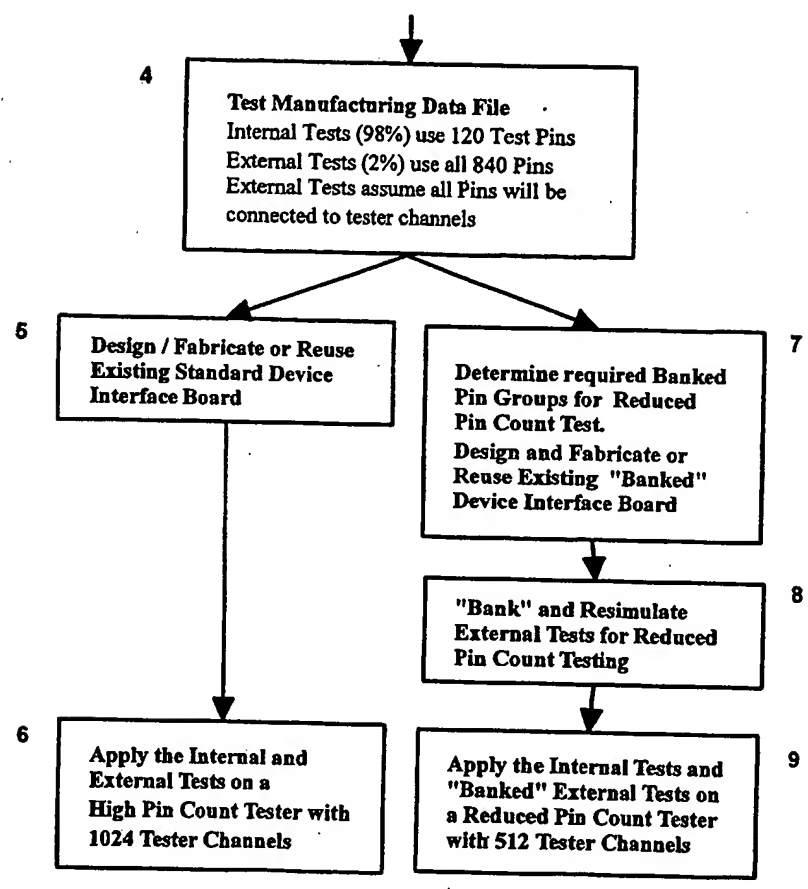 4
Test Manufacturing Data File
Internal Tests (98%) use 120 Test Pins
External Tests (2%) use all 840 Pins
External Tests assume all Pins will be
connected to tester channels
5
Design / Fabricate or Reuse
Existing Standard Device
Interface Board
7
Determine required Banked
Pin Groups for Reduced
Pin Count Test.
Design and Fabricate or
Reuse Existing "Banked"
Device Interface Board
8
"Bank" and Resimulate
External Tests for Reduced
Pin Count Testing
6
Apply the Internal and
External Tests on a
High Pin Count Tester with
1024 Tester Channels
9
Apply the Internal Tests and
"Banked" External Tests on
a Reduced Pin Count Tester
with 512 Tester Channels